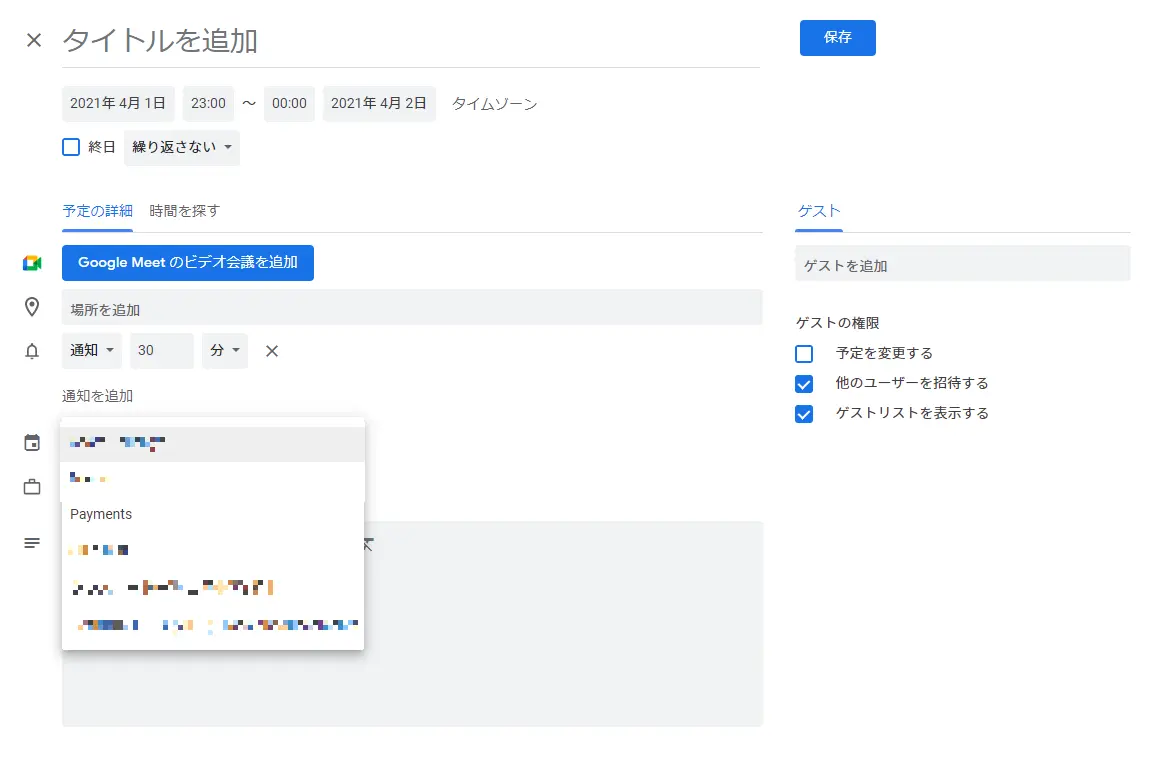 タイトルを追加
保存
2021年 4月 1日 23:00 ～ 00:00 2021年 4月 2日 タイムゾーン
終日 繰り返さない
予定の詳細 時間を探す
ゲスト
Google Meet のビデオ会議を追加
ゲストを追加
場所を追加
ゲストの権限
通知 30 分
予定を変更する
他のユーザーを招待する
通知を追加
ゲストリストを表示する
Payments